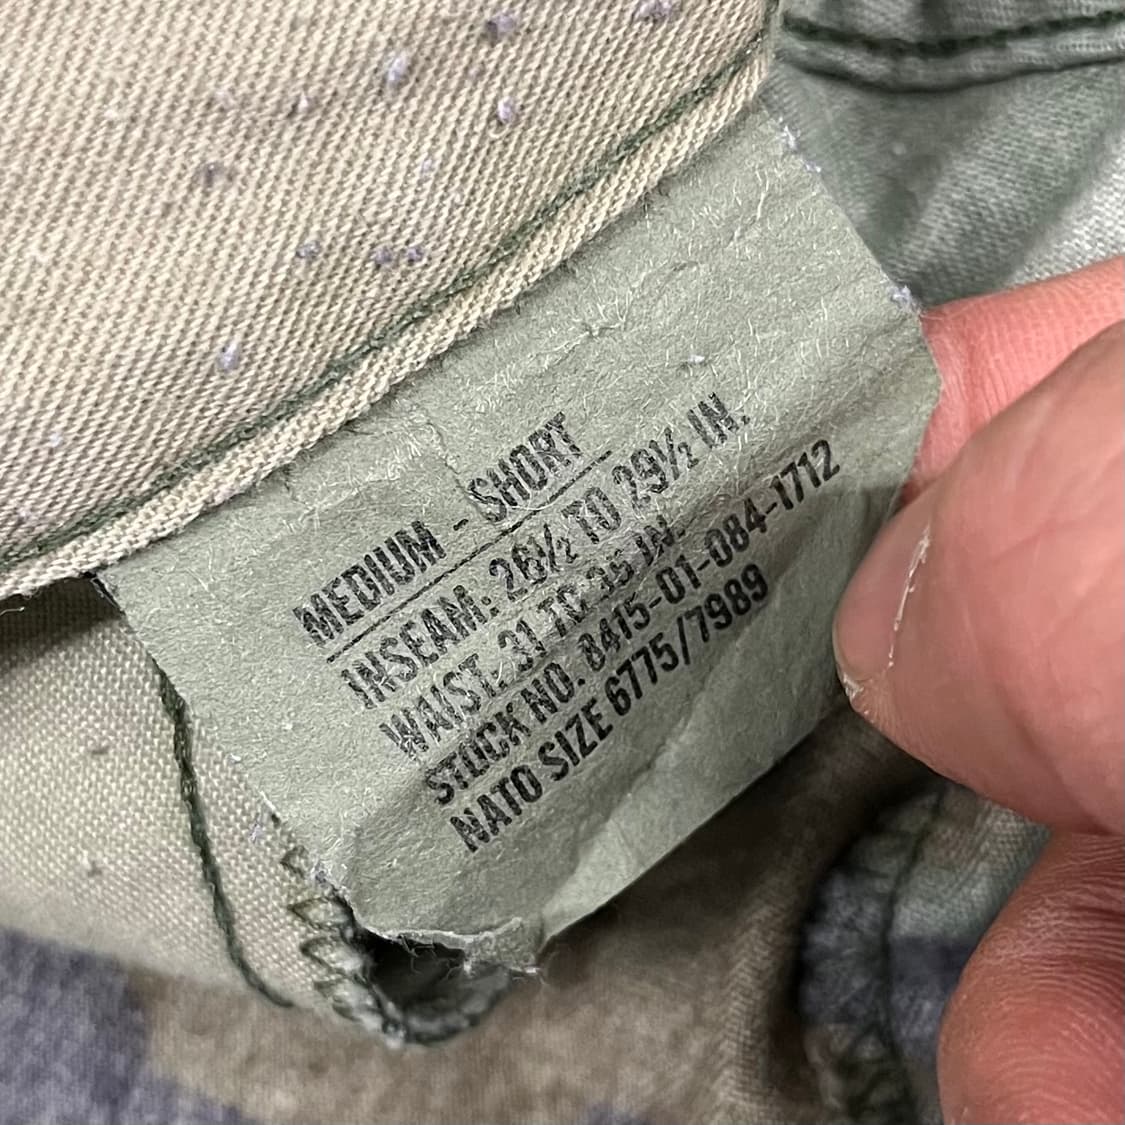 MEDIUM - SHORT
INSEAM: 26½ TO 29½ IN.
WAIST. 31 TO 35 IN.
STOCK NO. 8415-01-084-1712
NATO SIZE 6775/7989